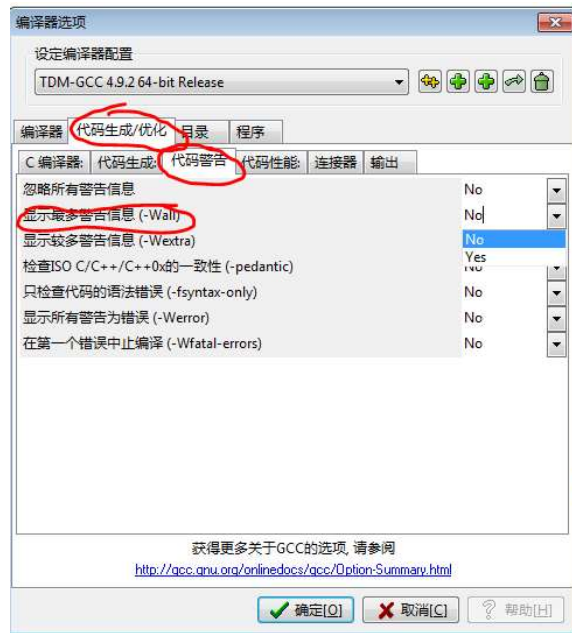 编译器选项
设定编译器配置
TDM-GCC 4.9.2 64-bit Release
编译器 代码生成/优化 目录 程序
C 编译器: 代码生成: 代码警告 代码性能: 连接器 输出
忽略所有警告信息 No
显示最多警告信息 (-Wall) No
显示较多警告信息 (-Wextra) No
Yes
检查ISO C/C++/C++0x的一致性 (-pedantic) No
只检查代码的语法错误 (-fsyntax-only) No
显示所有警告为错误 (-Werror) No
在第一个错误中止编译 (-Wfatal-errors) No
获得更多关于GCC的选项, 请参阅
http://gcc.gnu.org/onlinedocs/gcc/Option-Summary.html
确定[O] 取消[C] 帮助[H]